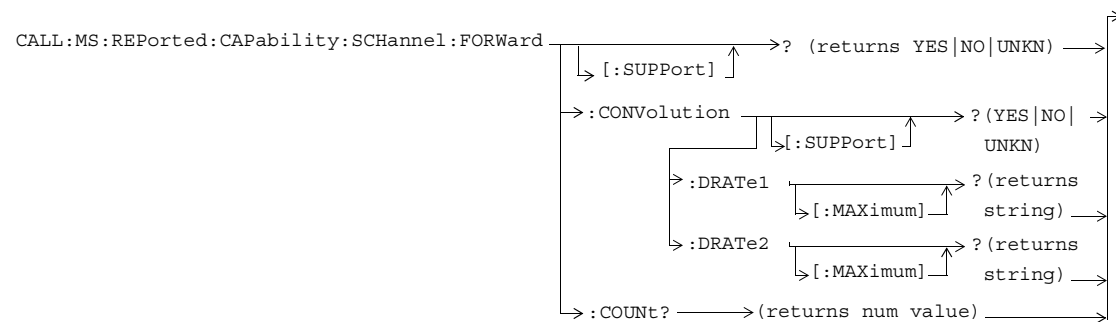 CALL:MS:REPorted:CAPability:SCHannel:FORWard ? (returns YES|NO|UNKN)
[:SUPPort]
:CONVolution ?(YES|NO|
[:SUPPort] UNKN)
:DRATe1 ?(returns
[:MAXimum] string)
:DRATe2 ?(returns
[:MAXimum] string)
:COUNt? (returns num value)